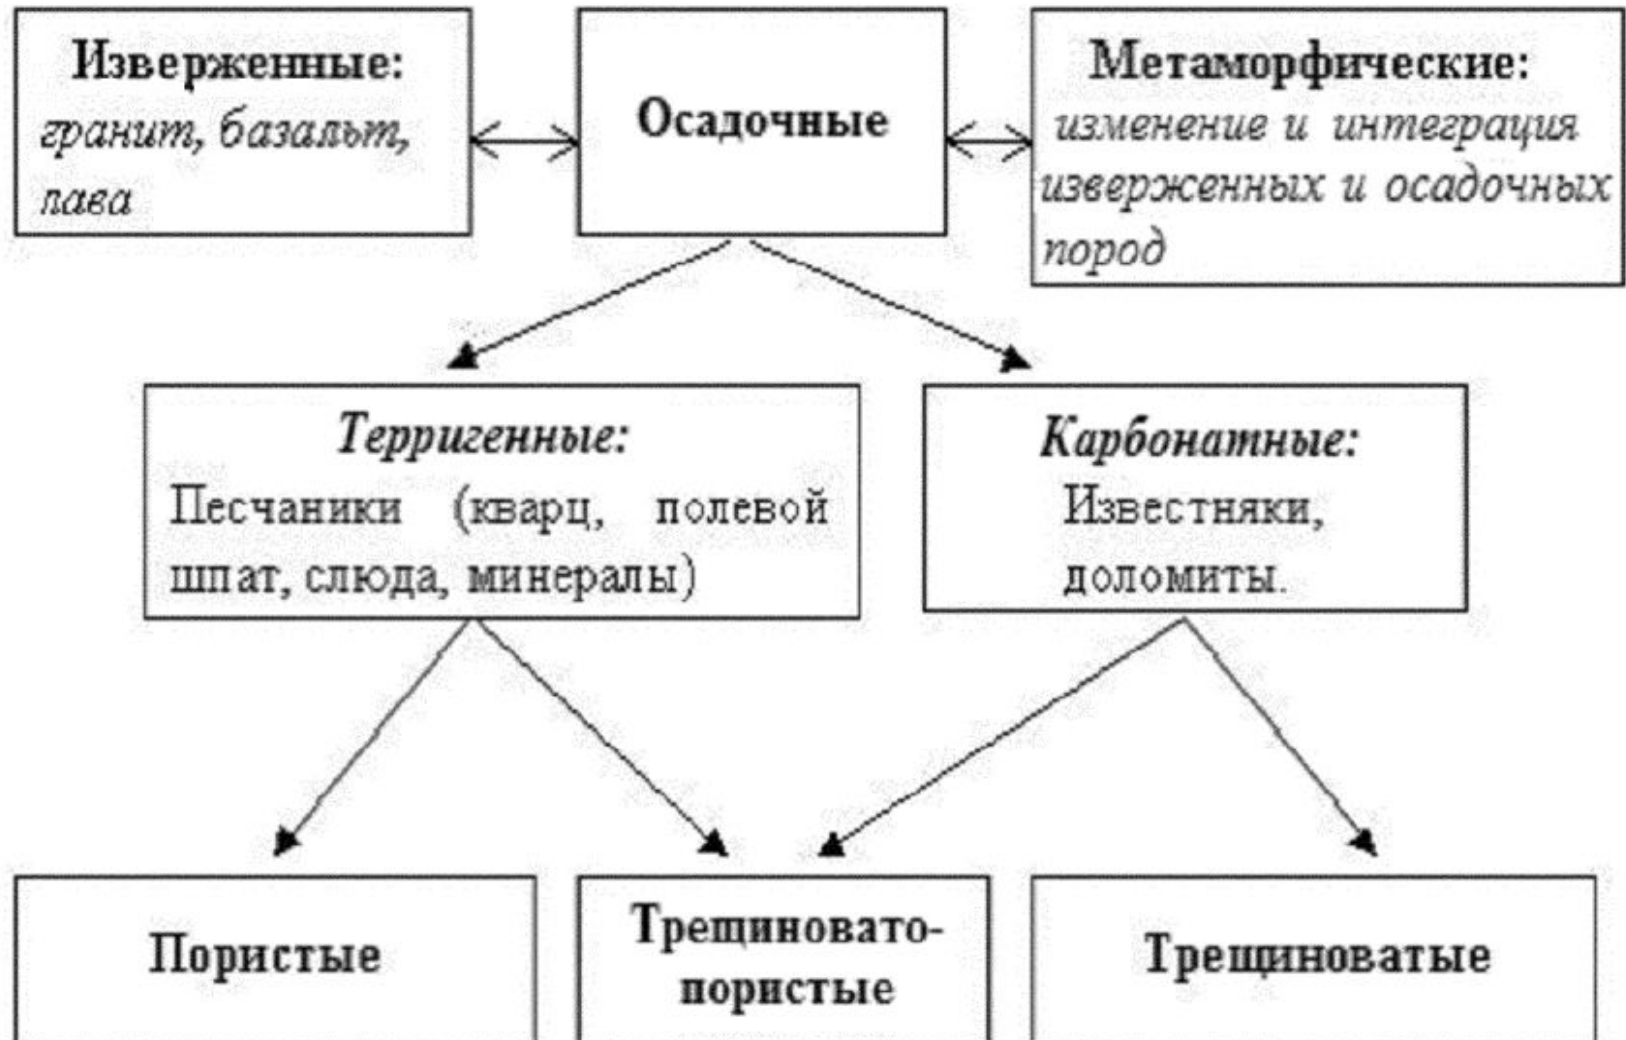 Изверженные:
гранит, базальт,
лава
Осадочные
Метаморфические:
изменение и интеграция
изверженных и осадочных
пород
Терригенные:
Песчаники (кварц, полевой
шпат, слюда, минералы)
Карбонатные:
Известняки,
доломиты.
Пористые
Трещиновато-
пористые
Трещиноватые